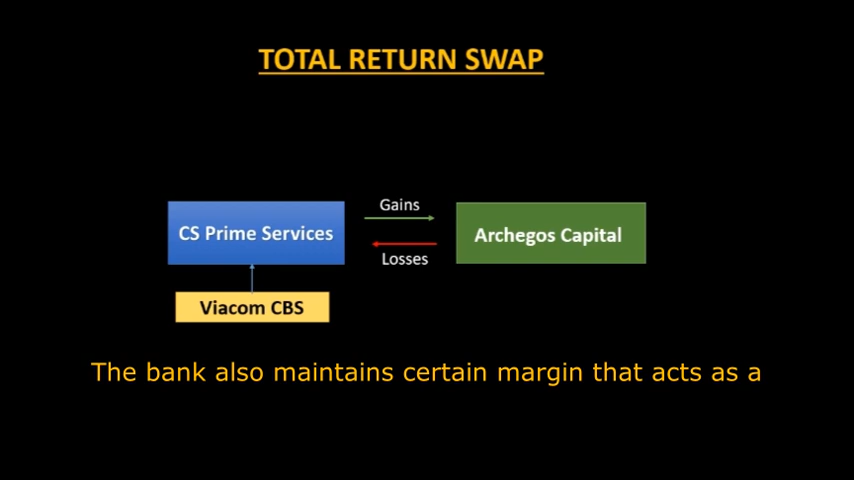 TOTAL RETURN SWAP
Gains
CS Prime Services
Archegos Capital
Losses
Viacom CBS
The bank also maintains certain margin that acts as a